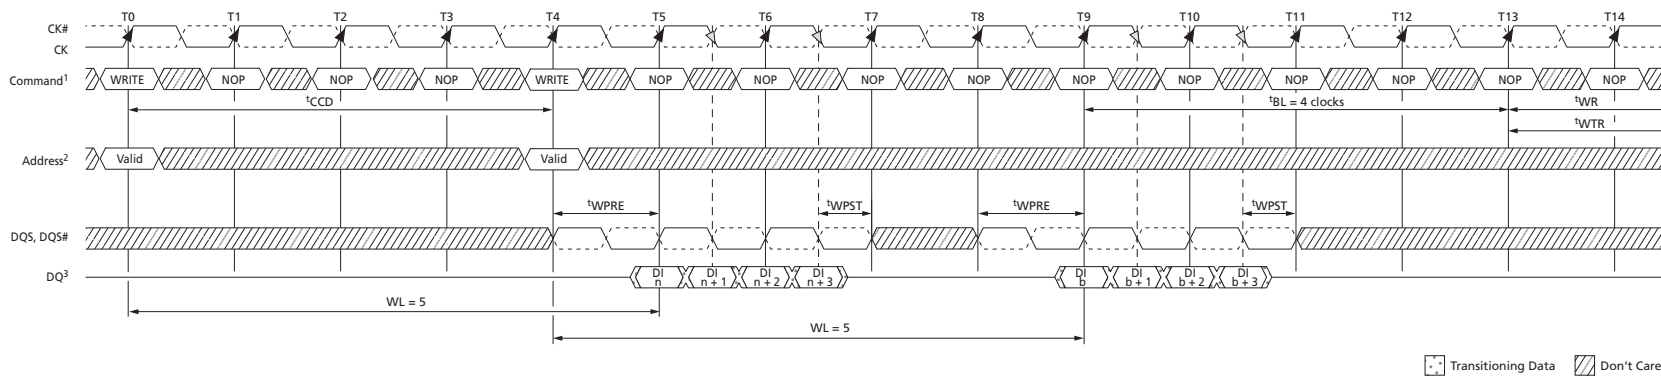 T0 T1 T2 T3 T4 T5 T6 T7 T8 T9 T10 T11 T12 T13 T14
CK#
CK
Command1 WRITE NOP NOP NOP WRITE NOP NOP NOP NOP NOP NOP NOP NOP NOP NOP
tCCD tBL = 4 clocks tWR
tWTR
Address2 Valid Valid
tWPRE tWPST tWPRE tWPST
DQS, DQS#
DQ3 DI n DI n + 1 DI n + 2 DI n + 3 DI b DI b + 1 DI b + 2 DI b + 3
WL = 5
WL = 5
Transitioning Data Don't Care